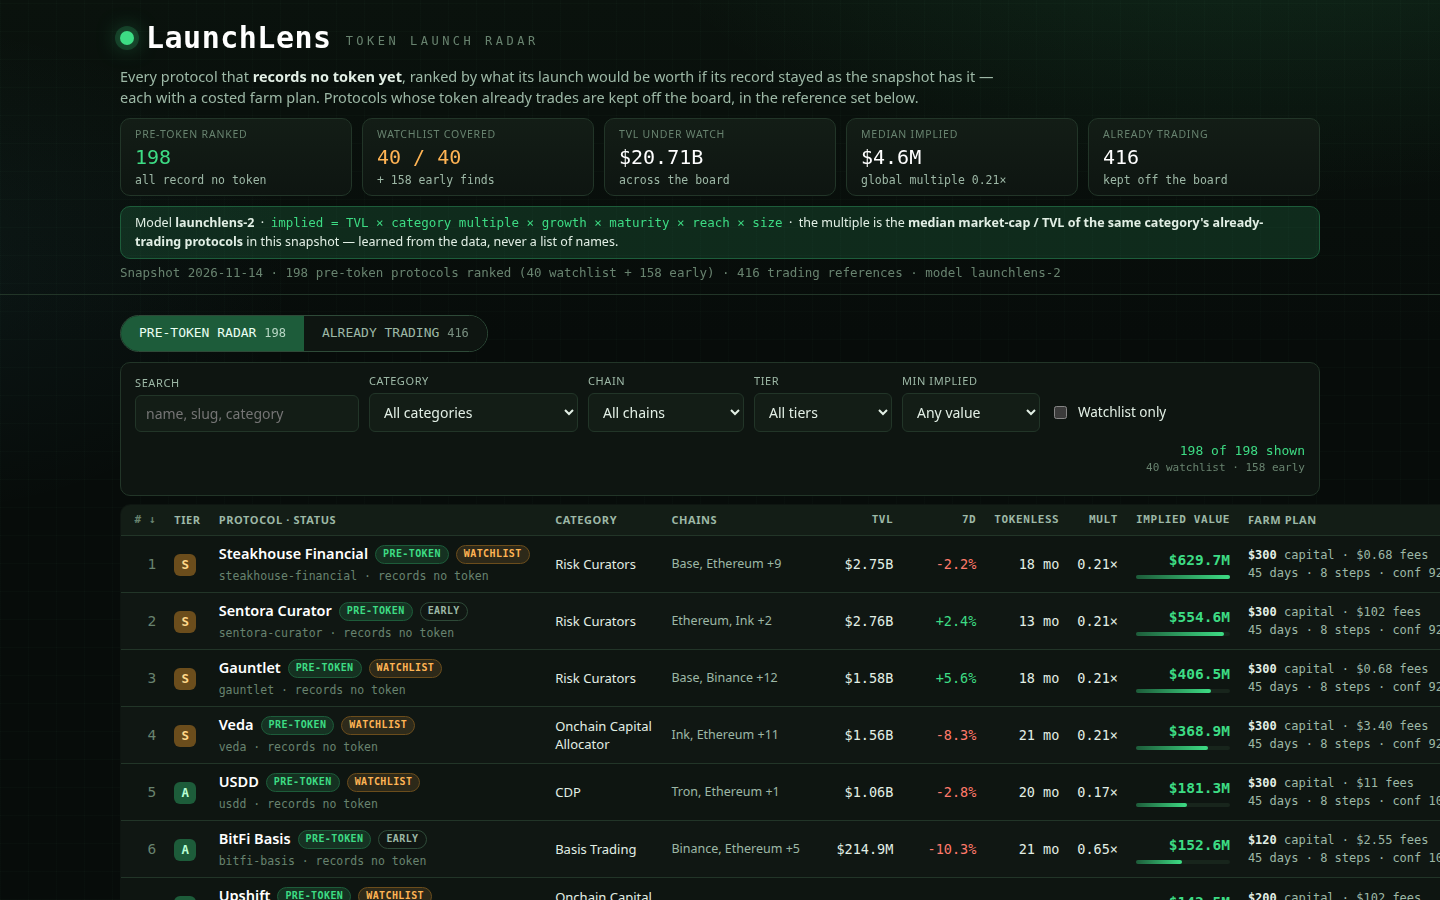 LaunchLens TOKEN LAUNCH RADAR
Every protocol that records no token yet, ranked by what its launch would be worth if its record stayed as the snapshot has it —
each with a costed farm plan. Protocols whose token already trades are kept off the board, in the reference set below.
PRE-TOKEN RANKED
198
all record no token
WATCHLIST COVERED
40 / 40
+ 158 early finds
TVL UNDER WATCH
$20.71B
across the board
MEDIAN IMPLIED
$4.6M
global multiple 0.21×
ALREADY TRADING
416
kept off the board
Model launchlens-2 · implied = TVL × category multiple × growth × maturity × reach × size · the multiple is the median market-cap / TVL of the same category's already-
trading protocols in this snapshot — learned from the data, never a list of names.
Snapshot 2026-11-14 · 198 pre-token protocols ranked (40 watchlist + 158 early) · 416 trading references · model launchlens-2
PRE-TOKEN RADAR 198 ALREADY TRADING 416
SEARCH
name, slug, category
CATEGORY
All categories
CHAIN
All chains
TIER
All tiers
MIN IMPLIED
Any value
Watchlist only
198 of 198 shown
40 watchlist · 158 early
# ↓ TIER PROTOCOL · STATUS CATEGORY CHAINS TVL 7D TOKENLESS MULT IMPLIED VALUE FARM PLAN
1 S Steakhouse Financial PRE-TOKEN WATCHLIST Risk Curators Base, Ethereum +9 $2.75B -2.2% 18 mo 0.21× $629.7M $300 capital · $0.68 fees
steakhouse-financial · records no token 45 days · 8 steps · conf 92
2 S Sentora Curator PRE-TOKEN EARLY Risk Curators Ethereum, Ink +2 $2.76B +2.4% 13 mo 0.21× $554.6M $300 capital · $102 fees
sentora-curator · records no token 45 days · 8 steps · conf 92
3 S Gauntlet PRE-TOKEN WATCHLIST Risk Curators Base, Binance +12 $1.58B +5.6% 18 mo 0.21× $406.5M $300 capital · $0.68 fees
gauntlet · records no token 45 days · 8 steps · conf 92
4 S Veda PRE-TOKEN WATCHLIST Onchain Capital Allocator Ink, Ethereum +11 $1.56B -8.3% 21 mo 0.21× $368.9M $300 capital · $3.40 fees
veda · records no token 45 days · 8 steps · conf 92
5 A USDD PRE-TOKEN WATCHLIST CDP Tron, Ethereum +1 $1.06B -2.8% 20 mo 0.17× $181.3M $300 capital · $11 fees
usdd · records no token 45 days · 8 steps · conf 10
6 A BitFi Basis PRE-TOKEN EARLY Basis Trading Binance, Ethereum +5 $214.9M -10.3% 21 mo 0.65× $152.6M $120 capital · $2.55 fees
bitfi-basis · records no token 45 days · 8 steps · conf 10
Upshift PRE-TOKEN WATCHLIST Onchain Capital $200 capital · $102 fees